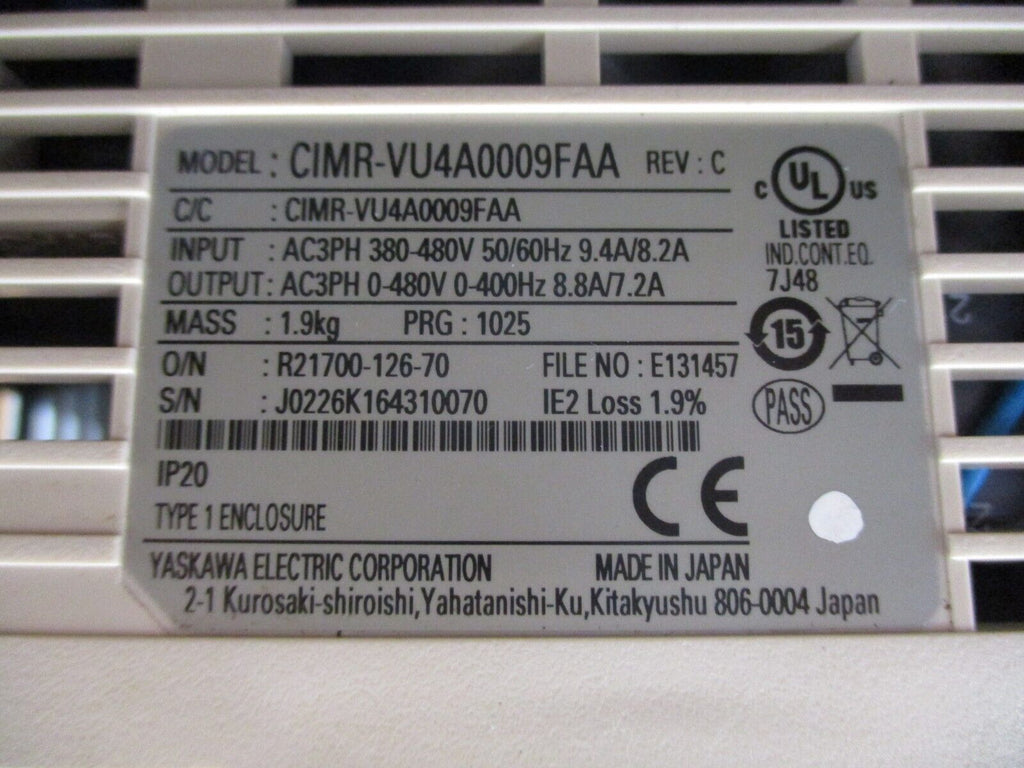 MODEL : CIMR-VU4A0009FAA REV : C
C UL US
LISTED
IND.CONT.EQ.
7J48
C/C : CIMR-VU4A0009FAA
INPUT : AC3PH 380-480V 50/60Hz 9.4A/8.2A
OUTPUT : AC3PH 0-480V 0-400Hz 8.8A/7.2A
MASS : 1.9kg PRG : 1025
15
O/N : R21700-126-70 FILE NO : E131457
S/N : J0226K164310070 IE2 Loss 1.9%
PASS
IP20
CE
TYPE 1 ENCLOSURE
YASKAWA ELECTRIC CORPORATION MADE IN JAPAN
2-1 Kurosaki-shiroishi,Yahatanishi-Ku,Kitakyushu 806-0004 Japan